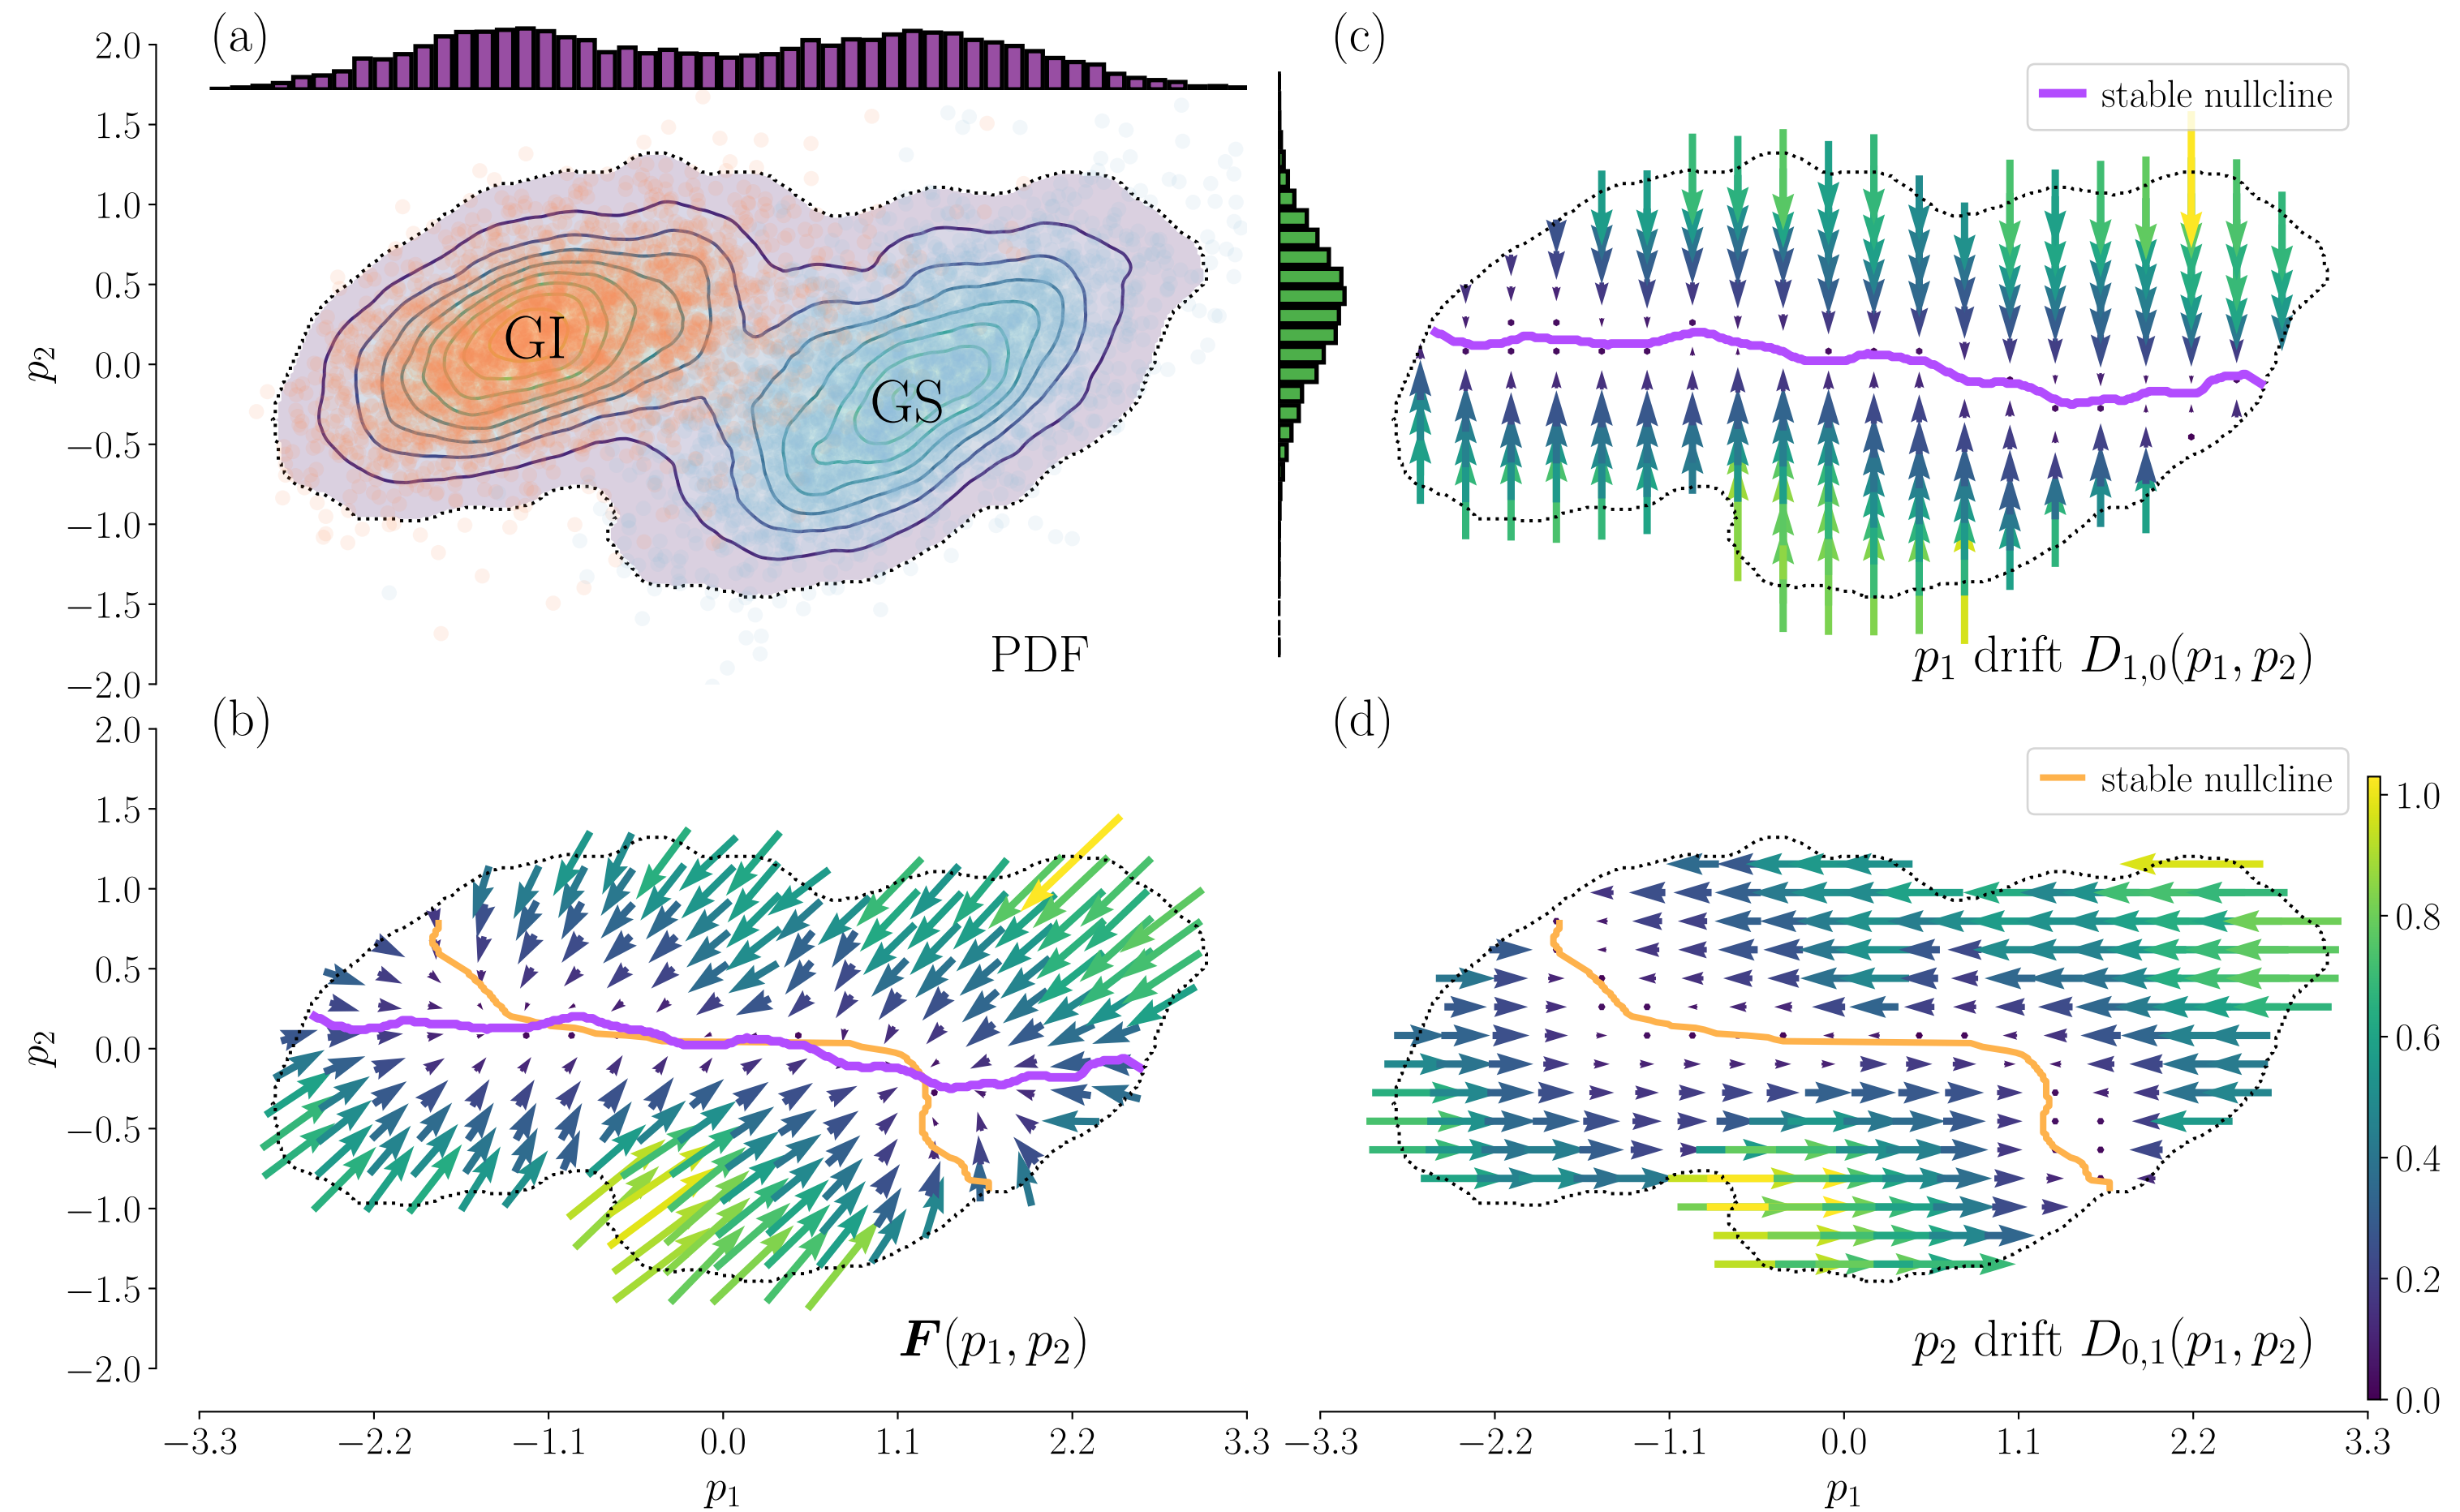 (a)
2.0
1.5
1.0
0.5
0.0
−0.5
−1.0
−1.5
−2.0
p₂
GI
GS
PDF
(c)
stable nullcline
p₁ drift D₁,₀(p₁, p₂)
(b)
2.0
1.5
1.0
0.5
0.0
−0.5
−1.0
−1.5
−2.0
p₂
F(p₁, p₂)
−3.3 −2.2 −1.1 0.0 1.1 2.2 3.3
p₁
(d)
stable nullcline
p₂ drift D₀,₁(p₁, p₂)
1.0
0.8
0.6
0.4
0.2
0.0
−3.3 −2.2 −1.1 0.0 1.1 2.2 3.3
p₁